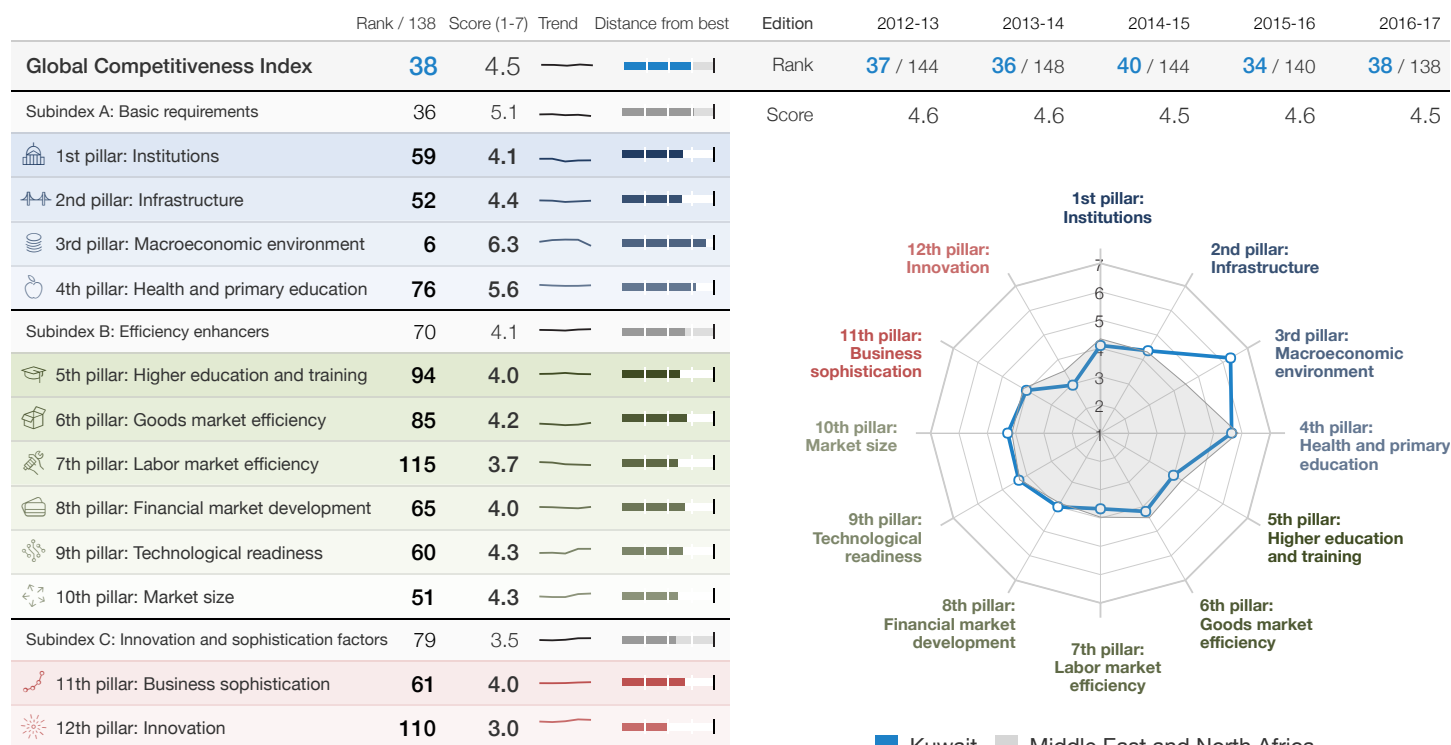 Rank / 138 Score (1-7) Trend Distance from best
Global Competitiveness Index 38 4.5
Subindex A: Basic requirements 36 5.1
1st pillar: Institutions 59 4.1
2nd pillar: Infrastructure 52 4.4
3rd pillar: Macroeconomic environment 6 6.3
4th pillar: Health and primary education 76 5.6
Subindex B: Efficiency enhancers 70 4.1
5th pillar: Higher education and training 94 4.0
6th pillar: Goods market efficiency 85 4.2
7th pillar: Labor market efficiency 115 3.7
8th pillar: Financial market development 65 4.0
9th pillar: Technological readiness 60 4.3
10th pillar: Market size 51 4.3
Subindex C: Innovation and sophistication factors 79 3.5
11th pillar: Business sophistication 61 4.0
12th pillar: Innovation 110 3.0
Edition 2012-13 2013-14 2014-15 2015-16 2016-17
Rank 37 / 144 36 / 148 40 / 144 34 / 140 38 / 138
Score 4.6 4.6 4.5 4.6 4.5
1st pillar:
Institutions
2nd pillar:
Infrastructure
3rd pillar:
Macroeconomic
environment
4th pillar:
Health and primary
education
5th pillar:
Higher education
and training
6th pillar:
Goods market
efficiency
7th pillar:
Labor market
efficiency
8th pillar:
Financial market
development
9th pillar:
Technological
readiness
10th pillar:
Market size
11th pillar:
Business
sophistication
12th pillar:
Innovation
7
6
5
4
3
2
1
Kuwait Middle East and North Africa